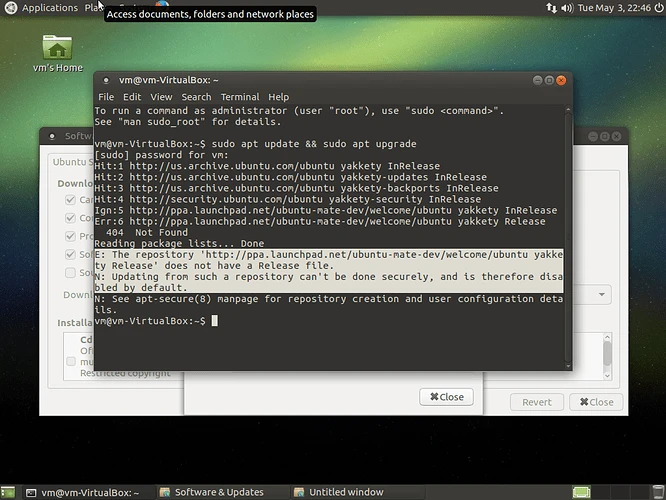 Applications
Tue May 3, 22:46
Access documents, folders and network places
vm's Home
vm@vm-VirtualBox: ~
File Edit View Search Terminal Help
To run a command as administrator (user "root"), use "sudo <command>".
See "man sudo_root" for details.
vm@vm-VirtualBox:~$ sudo apt update && sudo apt upgrade
[sudo] password for vm:
Hit:1 http://us.archive.ubuntu.com/ubuntu yakkety InRelease
Hit:2 http://us.archive.ubuntu.com/ubuntu yakkety-updates InRelease
Hit:3 http://us.archive.ubuntu.com/ubuntu yakkety-backports InRelease
Hit:4 http://security.ubuntu.com/ubuntu yakkety-security InRelease
Ign:5 http://ppa.launchpad.net/ubuntu-mate-dev/welcome/ubuntu yakkety InRelease
Err:6 http://ppa.launchpad.net/ubuntu-mate-dev/welcome/ubuntu yakkety Release
404 Not Found
Reading package lists... Done
E: The repository 'http://ppa.launchpad.net/ubuntu-mate-dev/welcome/ubuntu yakke
ty Release' does not have a Release file.
N: Updating from such a repository can't be done securely, and is therefore disa
bled by default.
N: See apt-secure(8) manpage for repository creation and user configuration deta
ils.
vm@vm-VirtualBox:~$
Softw
Ubuntu S
Downlo
Ca
Co
Pro
So
Sou
Downl
Installa
Cd
Offi
mu
Restricted copyright
Close
Revert
Close
vm@vm-VirtualBox: ~
Software & Updates
Untitled window